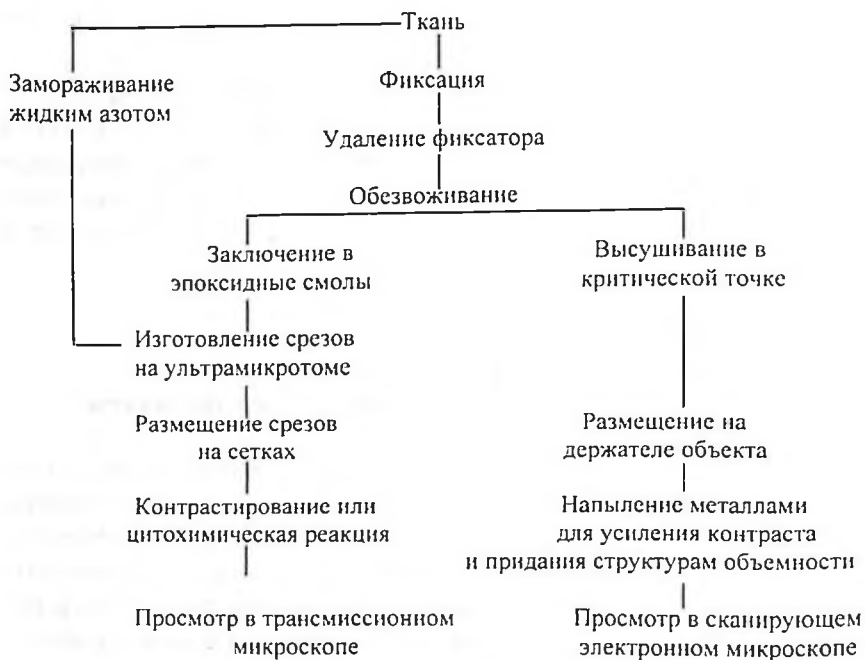 Ткань
Замораживание
жидким азотом
Фиксация
Удаление фиксатора
Обезвоживание
Заключение в
эпоксидные смолы
Высушивание в
критической точке
Изготовление срезов
на ультрамикротоме
Размещение срезов
на сетках
Размещение на
держателе объекта
Контрастирование или
цитохимическая реакция
Напыление металлами
для усиления контраста
и придания структурам объемности
Просмотр в трансмиссионном
микроскопе
Просмотр в сканирующем
электронном микроскопе